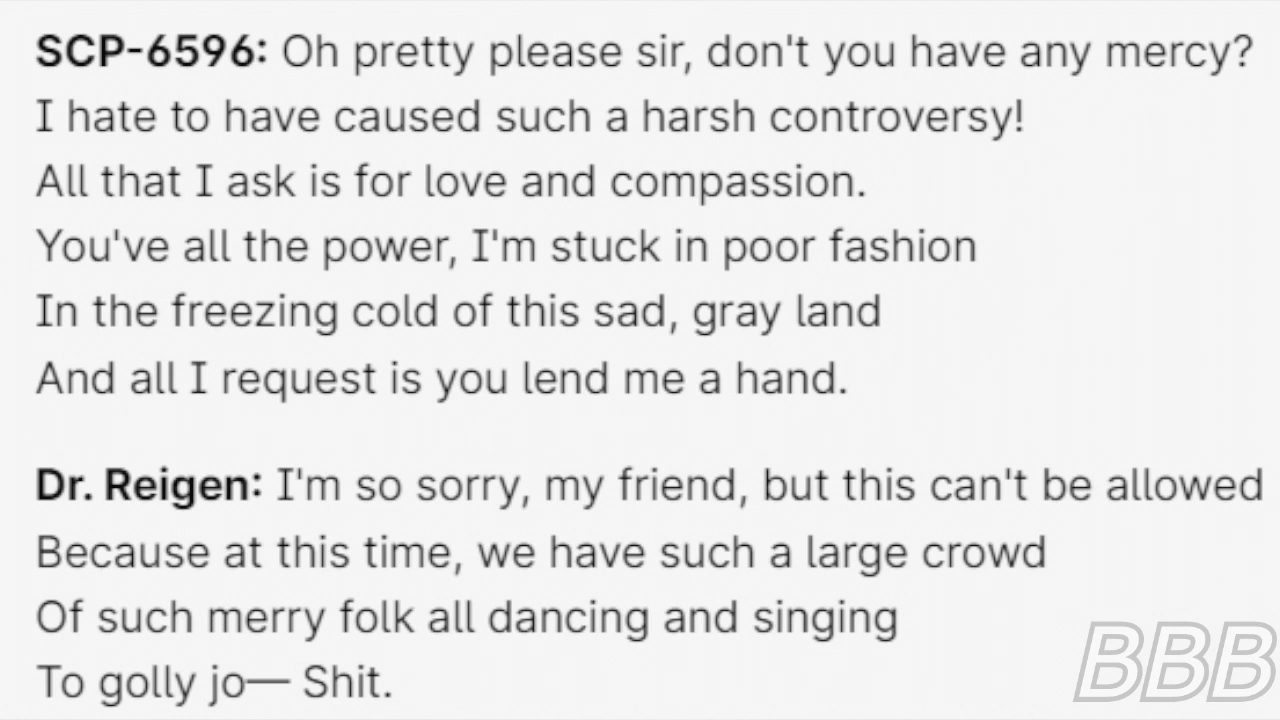 SCP-6596: Oh pretty please sir, don't you have any mercy?
I hate to have caused such a harsh controversy!
All that I ask is for love and compassion.
You've all the power, I'm stuck in poor fashion
In the freezing cold of this sad, gray land
And all I request is you lend me a hand.
Dr. Reigen: I'm so sorry, my friend, but this can't be allowed
Because at this time, we have such a large crowd
Of such merry folk all dancing and singing
To golly jo— Shit.
BBB